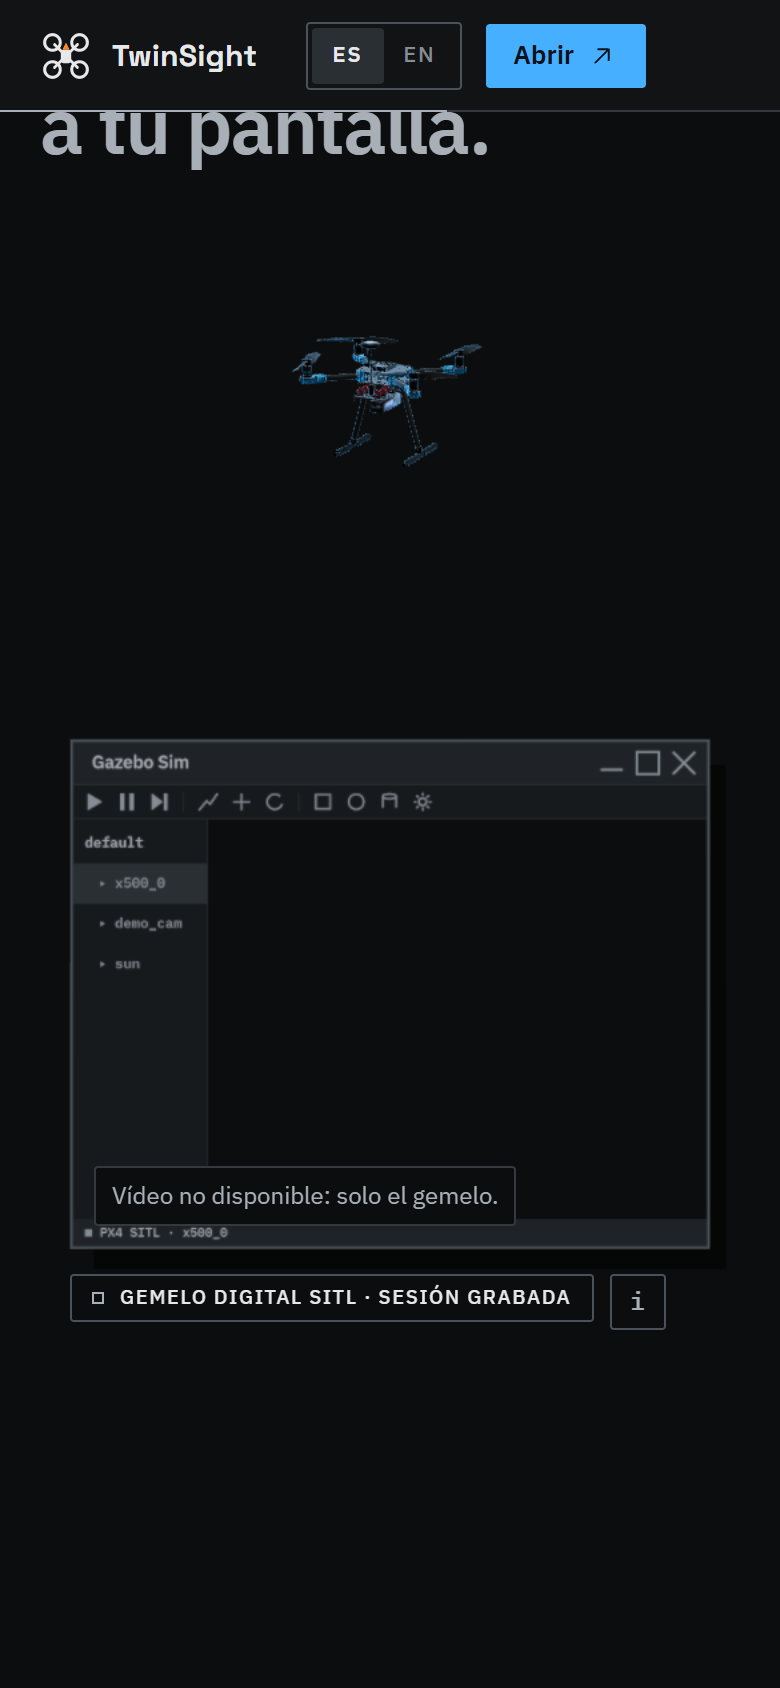 TwinSight
ES EN
Abrir
a tu pantalla.
Gazebo Sim
default
x500_0
demo_cam
sun
Vídeo no disponible: solo el gemelo.
PX4 SITL · x500_0
GEMELO DIGITAL SITL · SESIÓN GRABADA
i